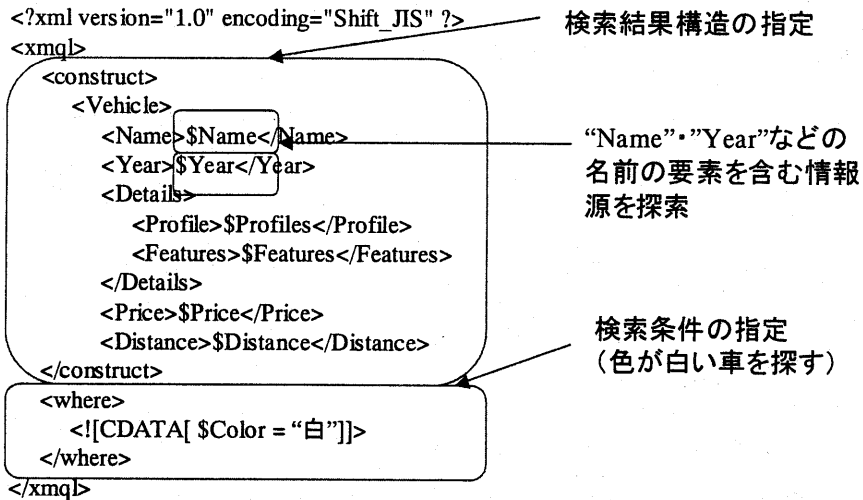 <?xml version="1.0" encoding="Shift_JIS" ?>
<xmql>
<construct>
<Vehicle>
<Name>$Name</Name>
<Year>$Year</Year>
<Details>
<Profile>$Profiles</Profile>
<Features>$Features</Features>
</Details>
<Price>$Price</Price>
<Distance>$Distance</Distance>
</construct>
<where>
<![CDATA[ $Color = “白”]]>
</where>
</xmql>
検索結果構造の指定
“Name”・”Year”などの
名前の要素を含む情報
源を探索
検索条件の指定
（色が白い車を探す）